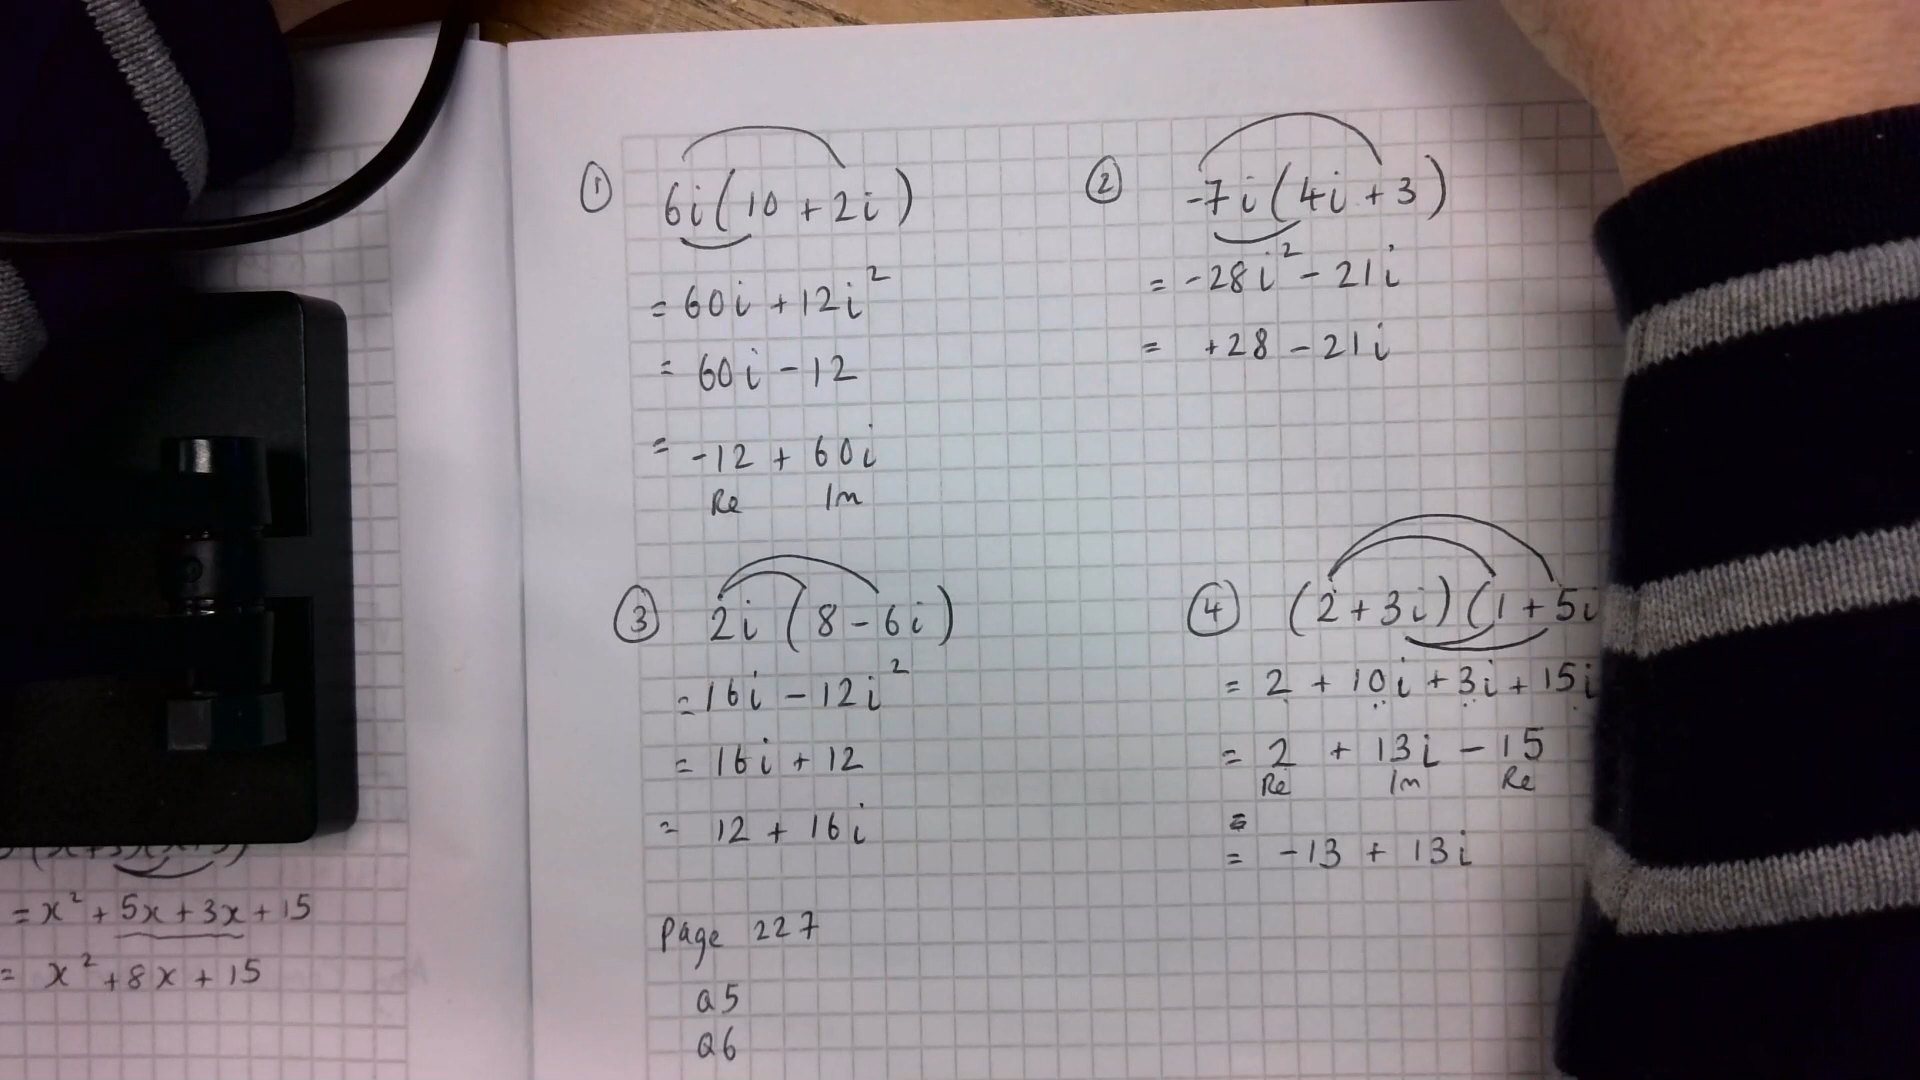 ① 6i(10 + 2i)
= 60i + 12i²
= 60i - 12
= -12 + 60i
Re Im
② -7i(4i + 3)
= -28i² - 21i
= +28 - 21i
③ 2i(8 - 6i)
= 16i - 12i²
= 16i + 12
= 12 + 16i
④ (2 + 3i)(1 + 5i
= 2 + 10i + 3i + 15i
= 2 + 13i - 15
Re Im Re
=
= -13 + 13i
Page 227
Q5
Q6
= x² + 5x + 3x + 15
= x² + 8x + 15